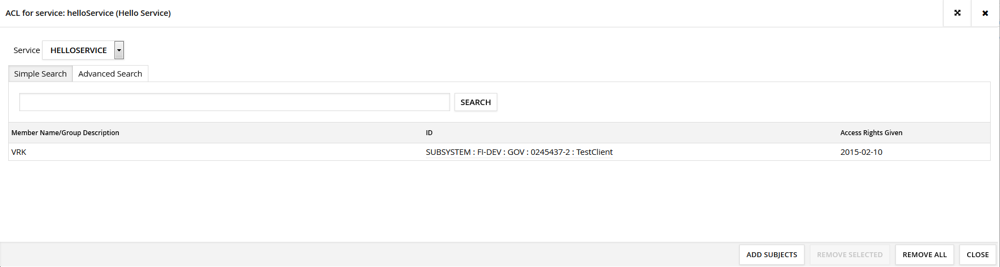 ACL for service: helloService (Hello Service)
Service HELLOSERVICE
Simple Search Advanced Search
SEARCH
Member Name/Group Description ID Access Rights Given
VRK SUBSYSTEM : FI-DEV : GOV : 0245437-2 : TestClient 2015-02-10
ADD SUBJECTS REMOVE SELECTED REMOVE ALL CLOSE